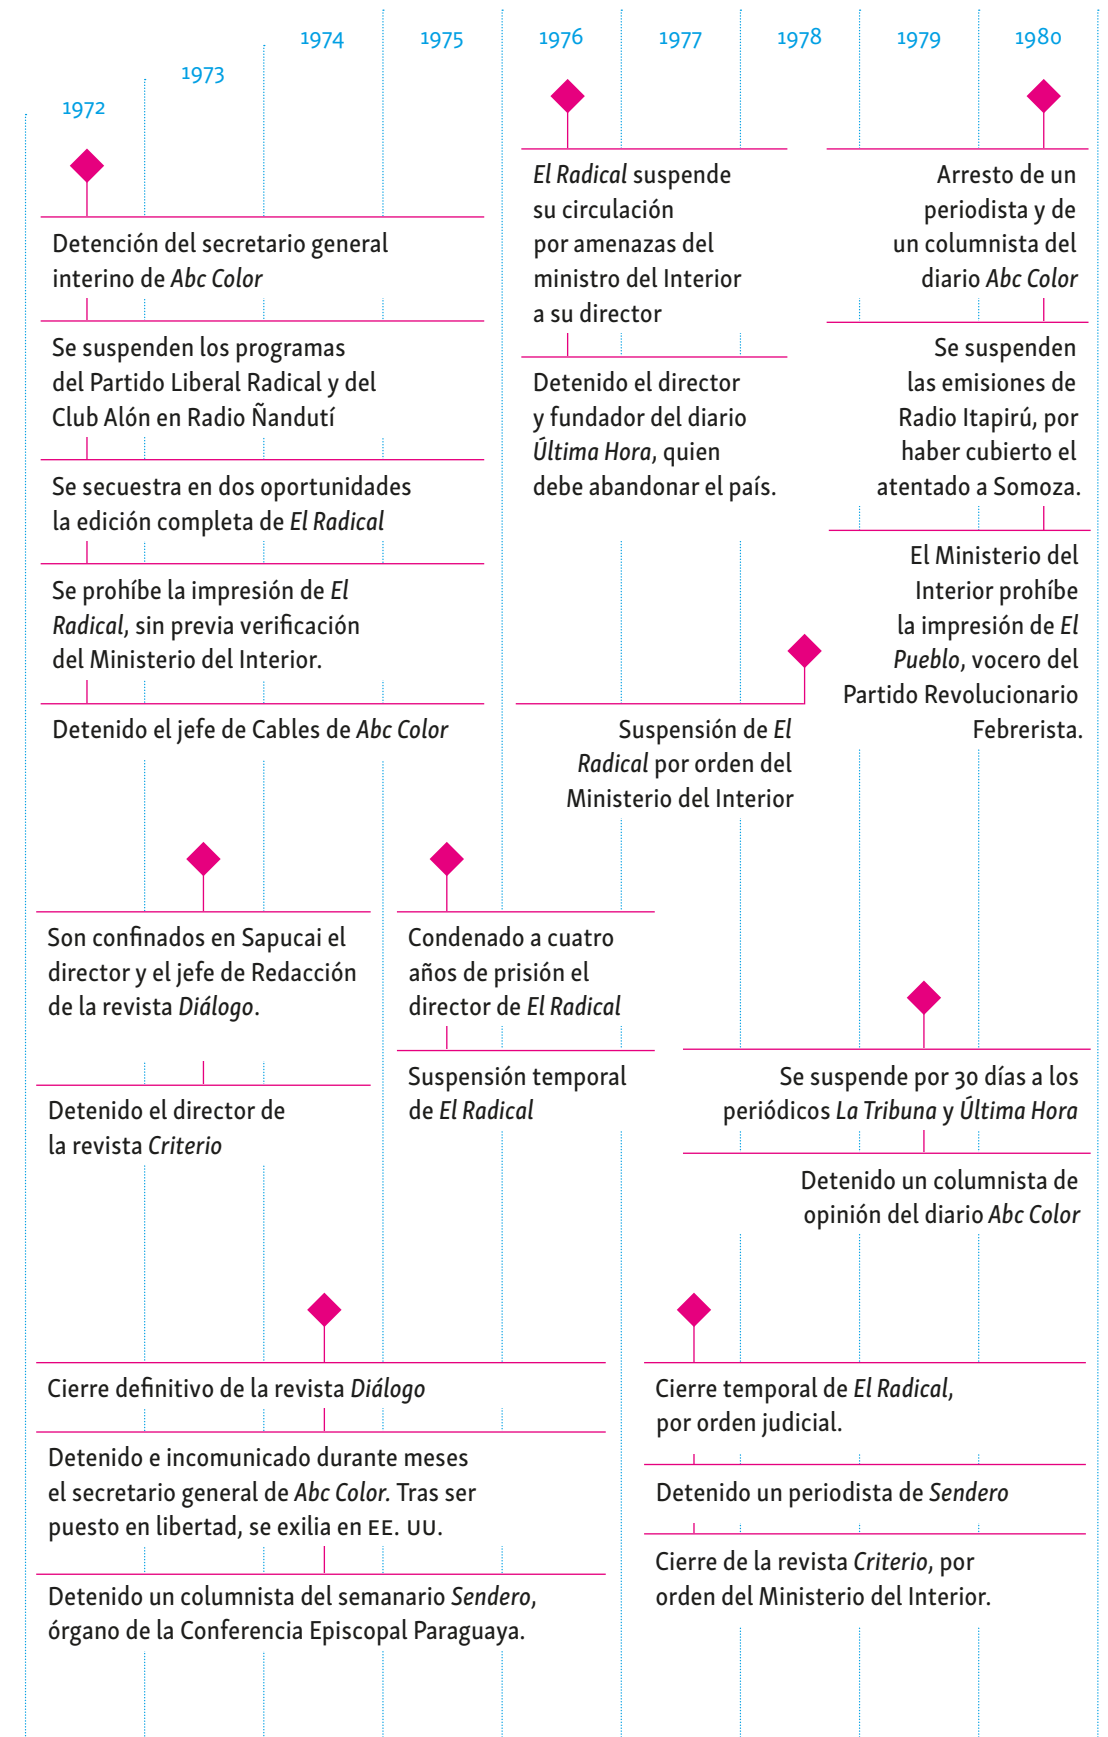 1974
1975
1976
1977
1978
1979
1980
1973
1972
Detención del secretario general
interino de Abc Color
Se suspenden los programas
del Partido Liberal Radical y del
Club Alón en Radio Ñandutí
Se secuestra en dos oportunidades
la edición completa de El Radical
Se prohíbe la impresión de El
Radical, sin previa verificación
del Ministerio del Interior.
Detenido el jefe de Cables de Abc Color
El Radical suspende
su circulación
por amenazas del
ministro del Interior
a su director
Detenido el director
y fundador del diario
Última Hora, quien
debe abandonar el país.
Arresto de un
periodista y de
un columnista del
diario Abc Color
Se suspenden
las emisiones de
Radio Itapirú, por
haber cubierto el
atentado a Somoza.
El Ministerio del
Interior prohíbe
la impresión de El
Pueblo, vocero del
Partido Revolucionario
Febrerista.
Suspensión de El
Radical por orden del
Ministerio del Interior
Son confinados en Sapucai el
director y el jefe de Redacción
de la revista Diálogo.
Detenido el director de
la revista Criterio
Condenado a cuatro
años de prisión el
director de El Radical
Suspensión temporal
de El Radical
Se suspende por 30 días a los
periódicos La Tribuna y Última Hora
Detenido un columnista de
opinión del diario Abc Color
Cierre definitivo de la revista Diálogo
Detenido e incomunicado durante meses
el secretario general de Abc Color. Tras ser
puesto en libertad, se exilia en EE. UU.
Detenido un columnista del semanario Sendero,
órgano de la Conferencia Episcopal Paraguaya.
Cierre temporal de El Radical,
por orden judicial.
Detenido un periodista de Sendero
Cierre de la revista Criterio, por
orden del Ministerio del Interior.